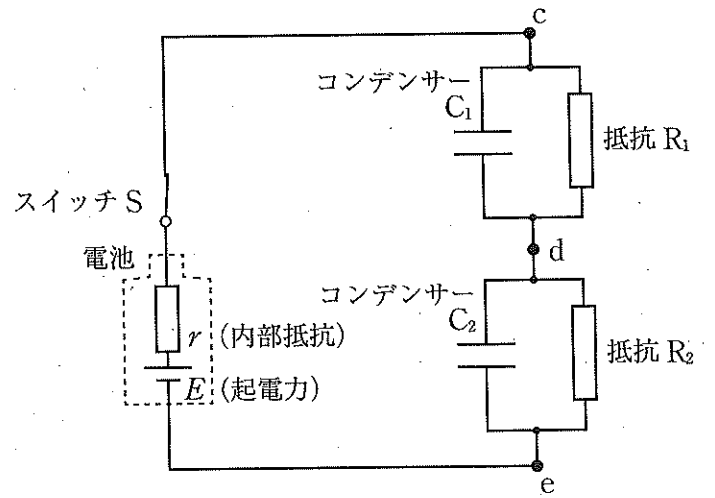 c
コンデンサー
C₁
抵抗 R₁
スイッチ S
d
電池
コンデンサー
C₂
r (内部抵抗)
抵抗 R₂
E (起電力)
e